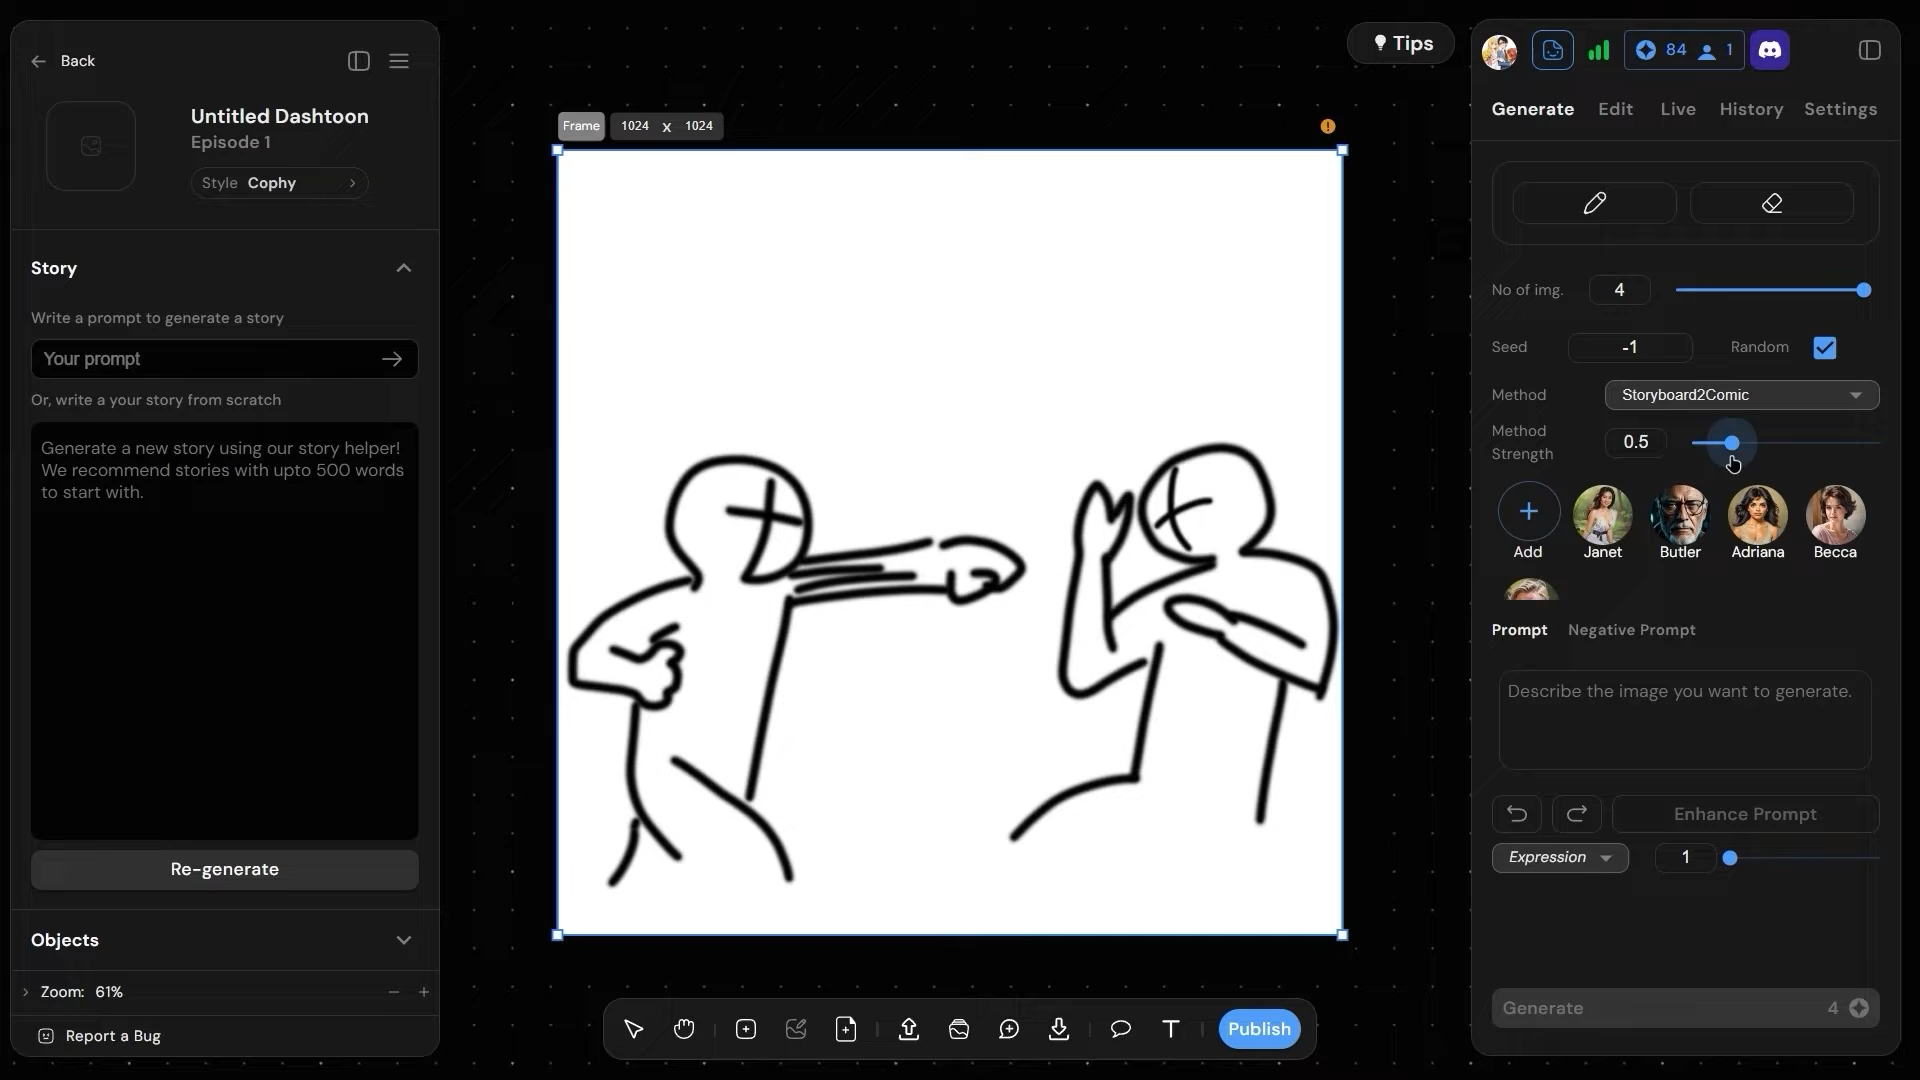 Back
Untitled Dashtoon
Episode 1
Style Cophy
Story
Write a prompt to generate a story
Your prompt
Or, write a your story from scratch
Generate a new story using our story helper!
We recommend stories with upto 500 words
to start with.
Re-generate
Objects
Zoom: 61%
Report a Bug
Frame 1024 x 1024
Tips
Publish
84 1
Generate Edit Live History Settings
No of img. 4
Seed -1 Random
Method Storyboard2Comic
Method
Strength 0.5
Add Janet Butler Adriana Becca
Prompt Negative Prompt
Describe the image you want to generate.
Enhance Prompt
Expression 1
Generate 4